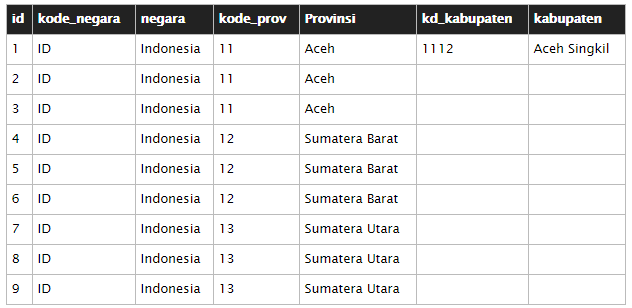 id kode_negara negara kode_prov Provinsi kd_kabupaten kabupaten
1 ID Indonesia 11 Aceh 1112 Aceh Singkil
2 ID Indonesia 11 Aceh
3 ID Indonesia 11 Aceh
4 ID Indonesia 12 Sumatera Barat
5 ID Indonesia 12 Sumatera Barat
6 ID Indonesia 12 Sumatera Barat
7 ID Indonesia 13 Sumatera Utara
8 ID Indonesia 13 Sumatera Utara
9 ID Indonesia 13 Sumatera Utara